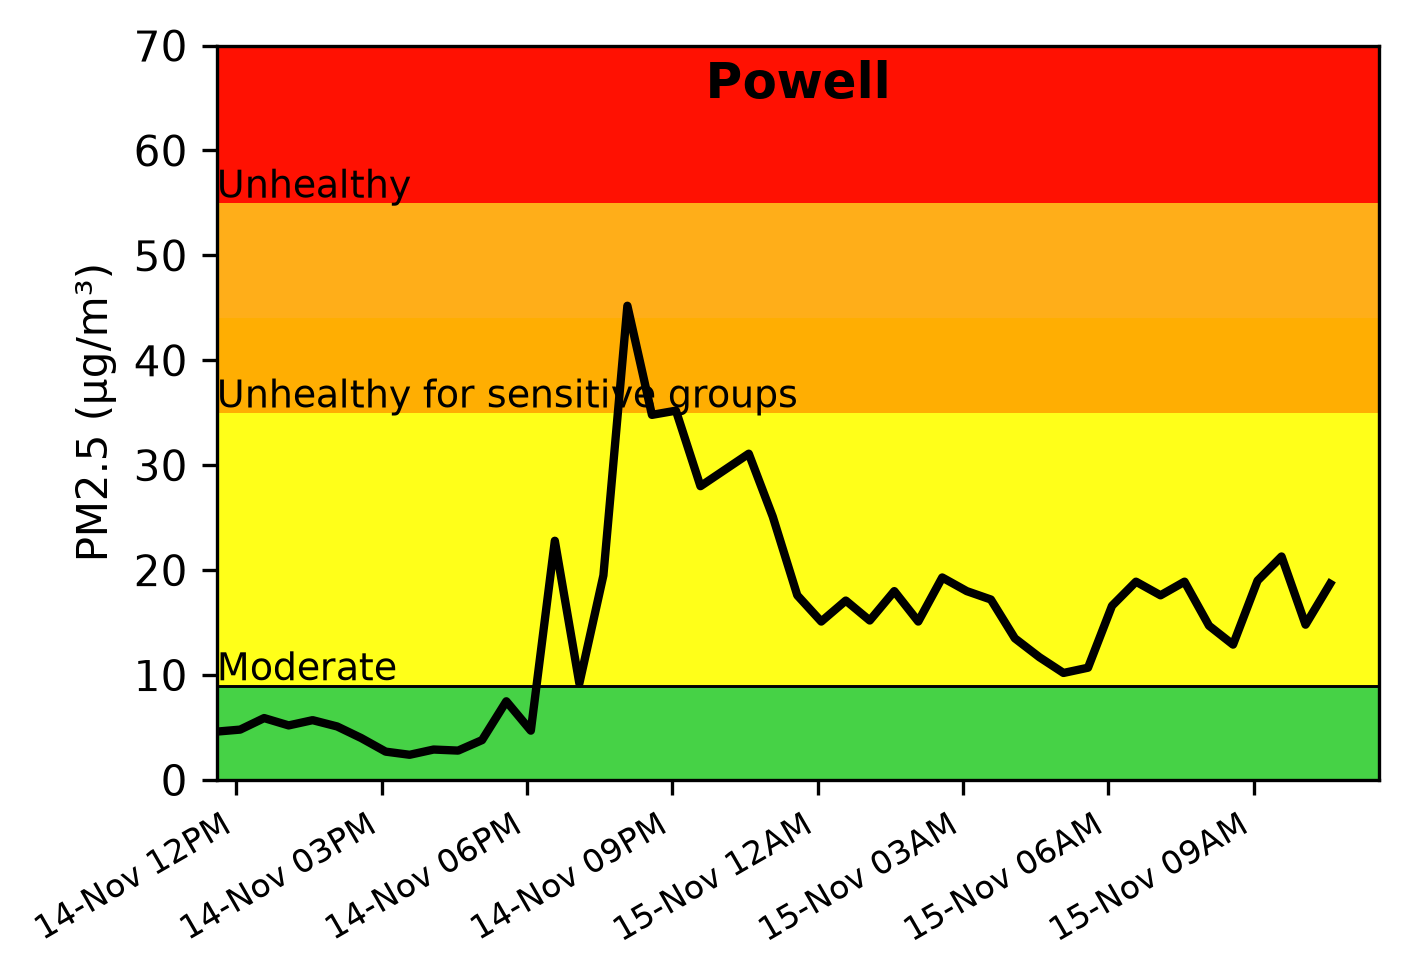 Powell
70
60
50
40
30
20
10
0
PM2.5 (µg/m³)
Unhealthy
Unhealthy for sensitive groups
Moderate
14-Nov 12PM
14-Nov 03PM
14-Nov 06PM
14-Nov 09PM
15-Nov 12AM
15-Nov 03AM
15-Nov 06AM
15-Nov 09AM